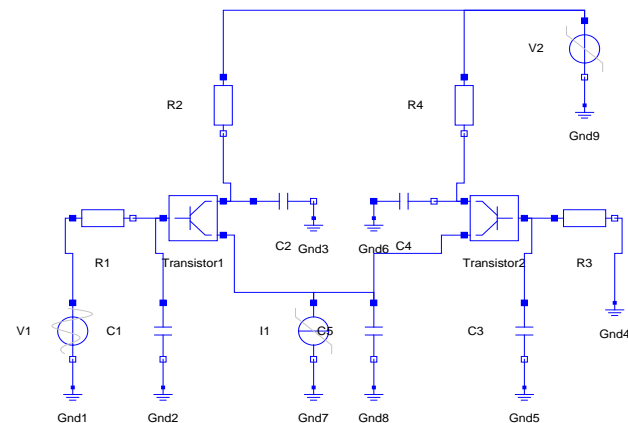 V2
R2
R4
Gnd9
C2
Gnd3
Gnd6
C4
R1
Transistor1
Transistor2
R3
V1
C1
I1
C5
C3
Gnd4
Gnd1
Gnd2
Gnd7
Gnd8
Gnd5